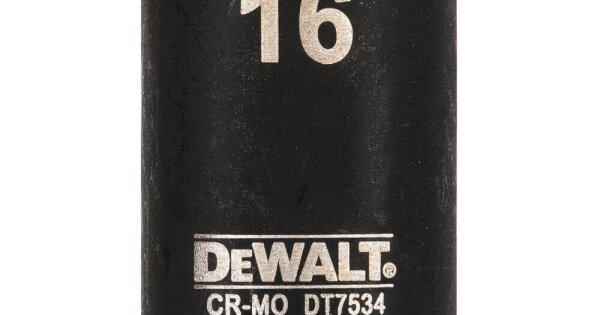 16
DEWALT®
CR-MO DT7534